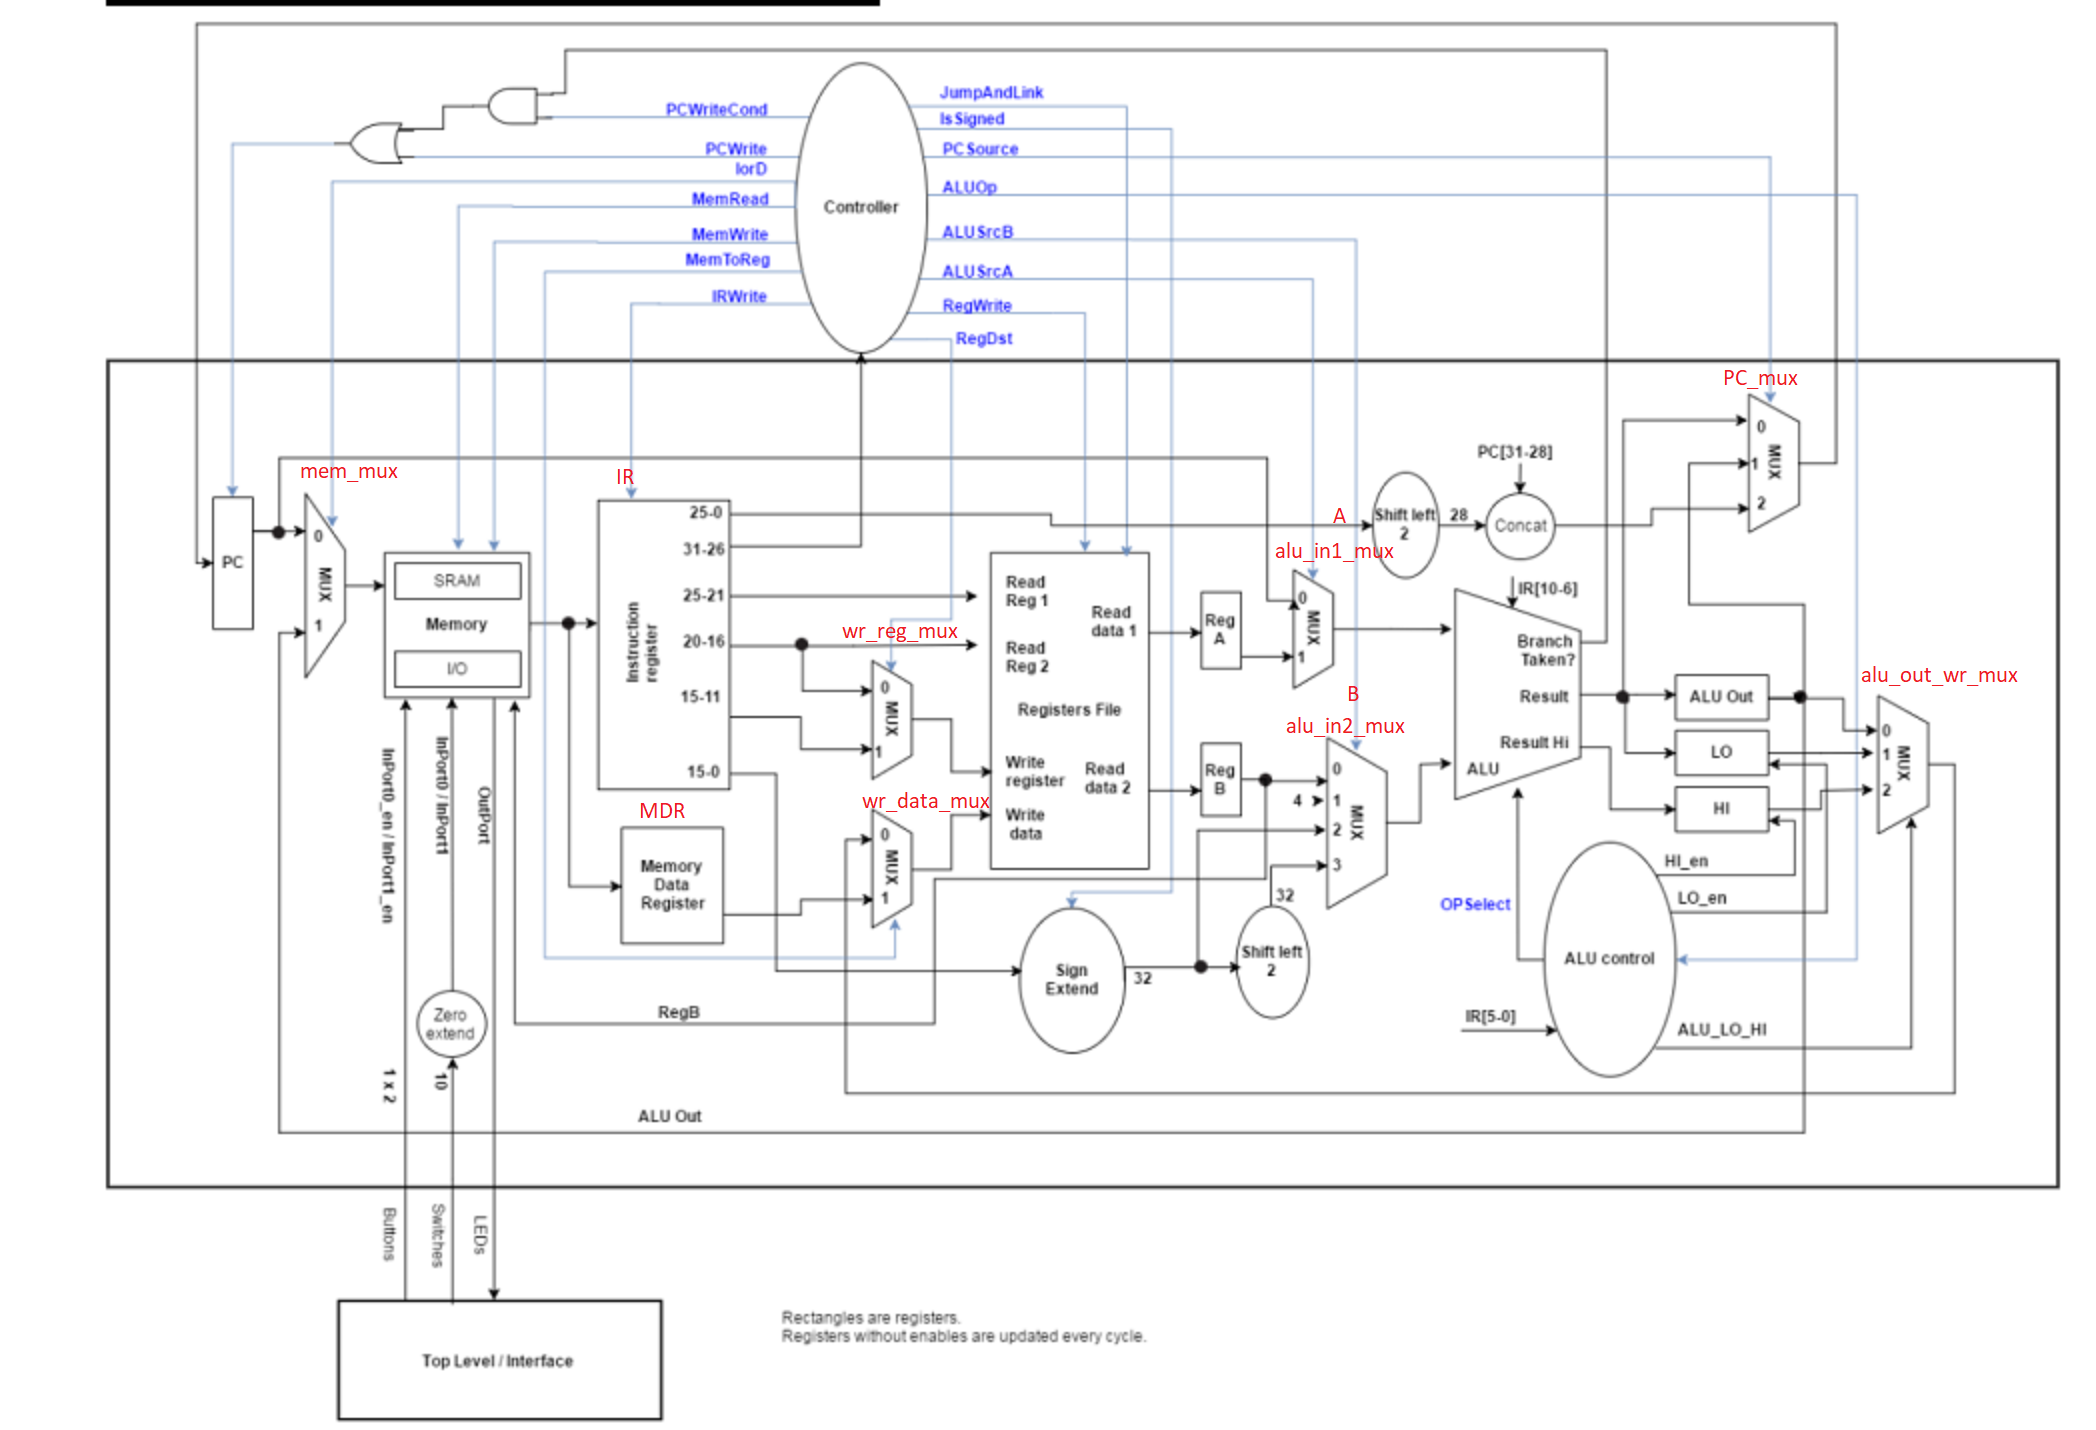 JumpAndLink
PCWriteCond
IsSigned
PCWrite
PCSource
IorD
ALUOp
MemRead
Controller
MemWrite
ALUSrcB
MemToReg
ALUSrcA
IRWrite
RegWrite
RegDst
PC_mux
0
1
2
MUX
mem_mux
IR
PC
0
MUX
1
SRAM
Memory
I/O
Instruction
register
25-0
31-26
25-21
20-16
15-11
15-0
wr_reg_mux
0
MUX
1
MDR
Memory
Data
Register
wr_data_mux
0
MUX
1
Read
Reg 1
Read
data 1
Read
Reg 2
Registers File
Write
register
Read
data 2
Write
data
Reg
A
Reg
B
A
alu_in1_mux
0
MUX
1
B
alu_in2_mux
0
4
1
MUX
2
3
32
Shift left
2
28
PC[31-28]
Concat
IR[10-6]
Branch
Taken?
Result
Result Hi
ALU
ALU Out
LO
HI
alu_out_wr_mux
0
1
MUX
2
HI_en
LO_en
OPSelect
ALU control
IR[5-0]
ALU_LO_HI
Sign
Extend
32
Shift left
2
RegB
ALU Out
InPort0_en / InPort1_en
InPort0 / InPort1
OutPort
Zero
extend
1 x 2
10
Buttons
Switches
LEDs
Top Level / Interface
Rectangles are registers.
Registers without enables are updated every cycle.